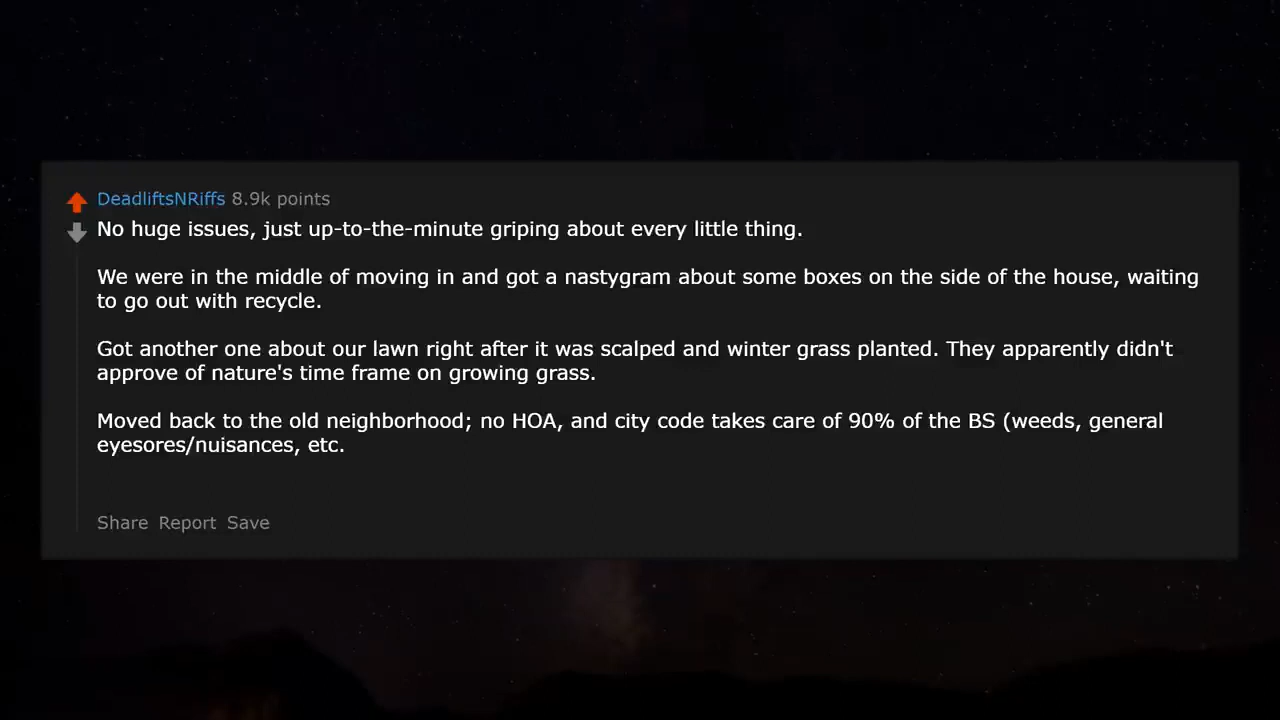 DeadliftsNRiffs 8.9k points
No huge issues, just up-to-the-minute griping about every little thing.
We were in the middle of moving in and got a nastygram about some boxes on the side of the house, waiting
to go out with recycle.
Got another one about our lawn right after it was scalped and winter grass planted. They apparently didn't
approve of nature's time frame on growing grass.
Moved back to the old neighborhood; no HOA, and city code takes care of 90% of the BS (weeds, general
eyesores/nuisances, etc.
Share Report Save